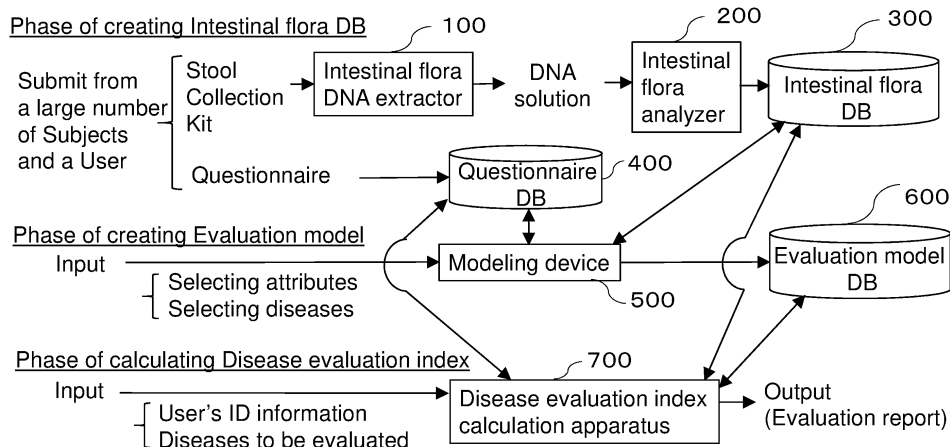 Phase of creating Intestinal flora DB
100
200
300
Submit from
a large number
of Subjects
and a User
Stool
Collection
Kit
Intestinal flora
DNA extractor
DNA
solution
Intestinal
flora
analyzer
Intestinal flora
DB
Questionnaire
Questionnaire
DB
400
Phase of creating Evaluation model
Input
Selecting attributes
Selecting diseases
Modeling device
500
600
Evaluation model
DB
Phase of calculating Disease evaluation index
Input
User's ID information
Diseases to be evaluated
700
Disease evaluation index
calculation apparatus
Output
(Evaluation report)